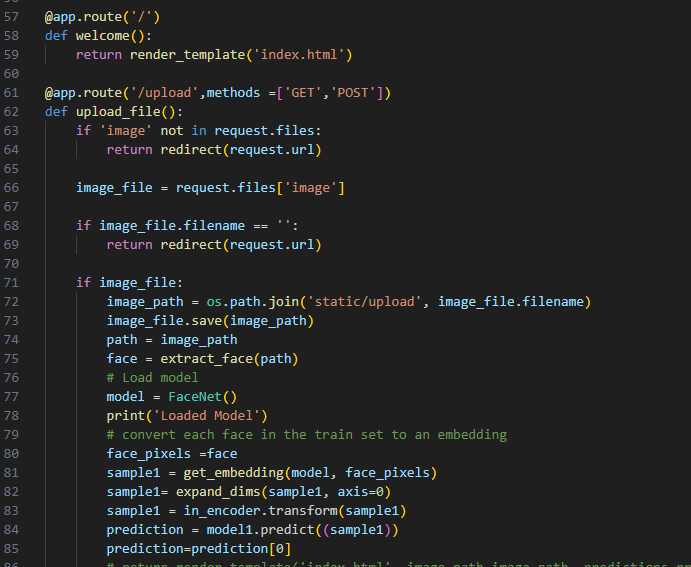 57 @app.route('/')
58 def welcome():
59     return render_template('index.html')
60
61 @app.route('/upload',methods =['GET','POST'])
62 def upload_file():
63     if 'image' not in request.files:
64         return redirect(request.url)
65
66     image_file = request.files['image']
67
68     if image_file.filename == '':
69         return redirect(request.url)
70
71     if image_file:
72         image_path = os.path.join('static/upload', image_file.filename)
73         image_file.save(image_path)
74         path = image_path
75         face = extract_face(path)
76         # Load model
77         model = FaceNet()
78         print('Loaded Model')
79         # convert each face in the train set to an embedding
80         face_pixels =face
81         sample1 = get_embedding(model, face_pixels)
82         sample1= expand_dims(sample1, axis=0)
83         sample1 = in_encoder.transform(sample1)
84         prediction = model1.predict((sample1))
85         prediction=prediction[0]